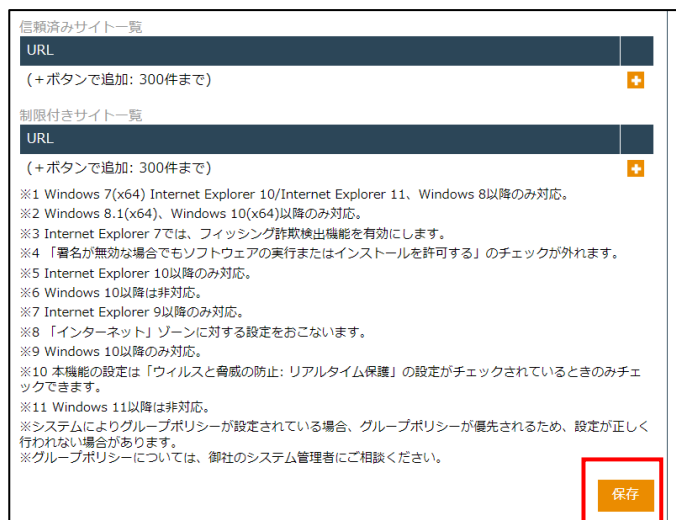 信頼済みサイト一覧
URL
(+ボタンで追加: 300件まで)
制限付きサイト一覧
URL
(+ボタンで追加: 300件まで)
※1 Windows 7(x64) Internet Explorer 10/Internet Explorer 11、Windows 8以降のみ対応。
※2 Windows 8.1(x64)、Windows 10(x64)以降のみ対応。
※3 Internet Explorer 7では、フィッシング詐欺検出機能を有効にします。
※4 「署名が無効な場合でもソフトウェアの実行またはインストールを許可する」のチェックが外れます。
※5 Internet Explorer 10以降のみ対応。
※6 Windows 10以降は非対応。
※7 Internet Explorer 9以降のみ対応。
※8 「インターネット」ゾーンに対する設定をおこないます。
※9 Windows 10以降のみ対応。
※10 本機能の設定は「ウィルスと脅威の防止: リアルタイム保護」の設定がチェックされているときのみチェ
ックできます。
※11 Windows 11以降は非対応。
※システムによりグループポリシーが設定されている場合、グループポリシーが優先されるため、設定が正しく
行われない場合があります。
※グループポリシーについては、御社のシステム管理者にご相談ください。
保存